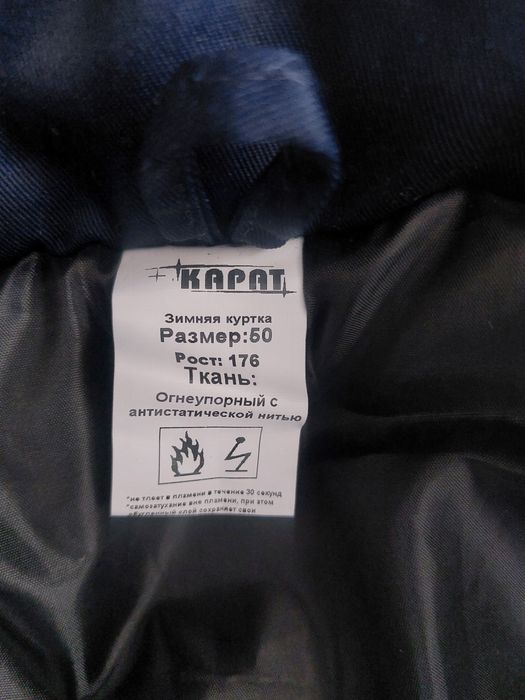 КАРАТ
Зимняя куртка
Размер:50
Рост: 176
Ткань:
Огнеупорный с
антистатической нитью
*не тлеет в пламени в течение 30 секунд
*самозатухание вне пламени, при этом
обугленный слой сохраняет свои